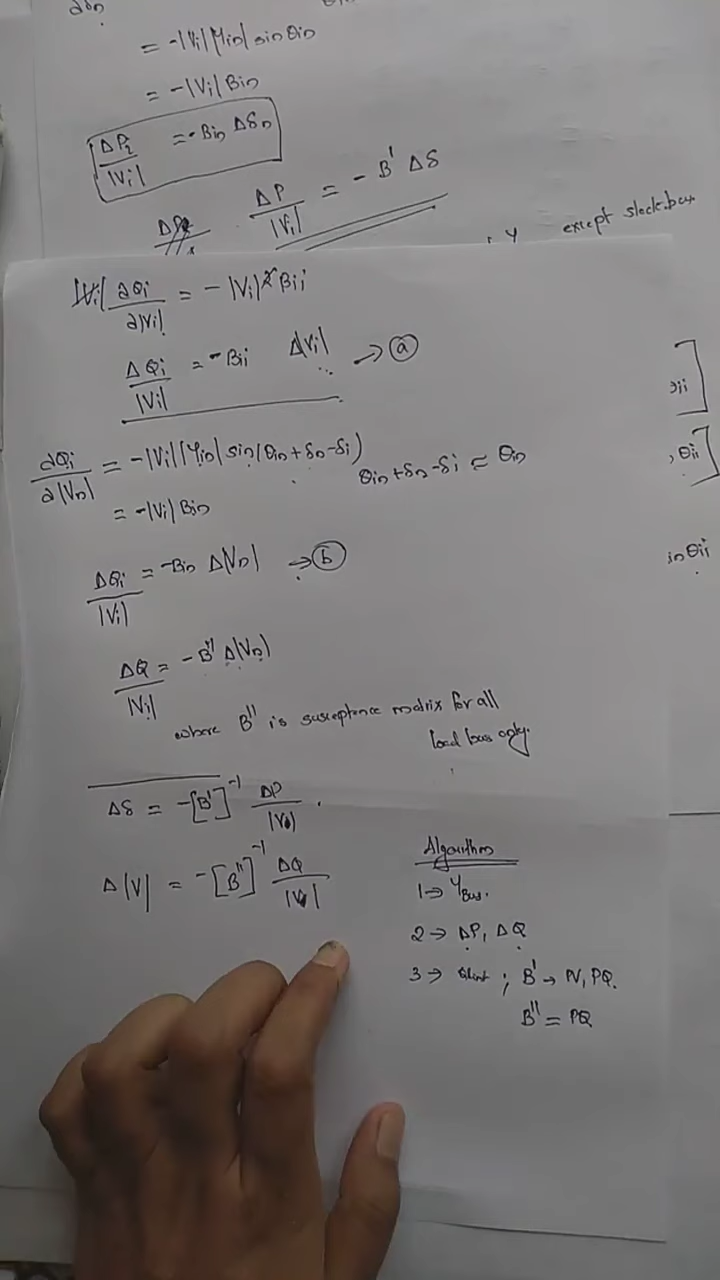 = -|Vi| |Yin| sin θin
= -|Vi| Bin
ΔPi/|Vi| = - Bin Δδn
ΔP/|Vi| = - B' Δδ
except slack bus
|Vi| ∂Qi/∂|Vi| = - |Vi|² Bii
ΔQi/|Vi| = - Bii Δ|Vi| → (a)
∂Qi/∂|Vn| = -|Vi| |Yin| sin(θin + δn - δi)
θin + δn - δi ≈ θin
= -|Vi| Bin
ΔQi/|Vi| = -Bin Δ|Vn| → (b)
ΔQ/|Vi| = - B'' Δ|Vn|
where B'' is susceptance matrix for all
load bus only.
Δδ = -[B']⁻¹ ΔP/|Vi|.
Δ|V| = -[B'']⁻¹ ΔQ/|Vi|
Algorithm
1→ YBus.
2→ ΔP, ΔQ
3→ ; B' → PV, PQ.
B'' = PQ